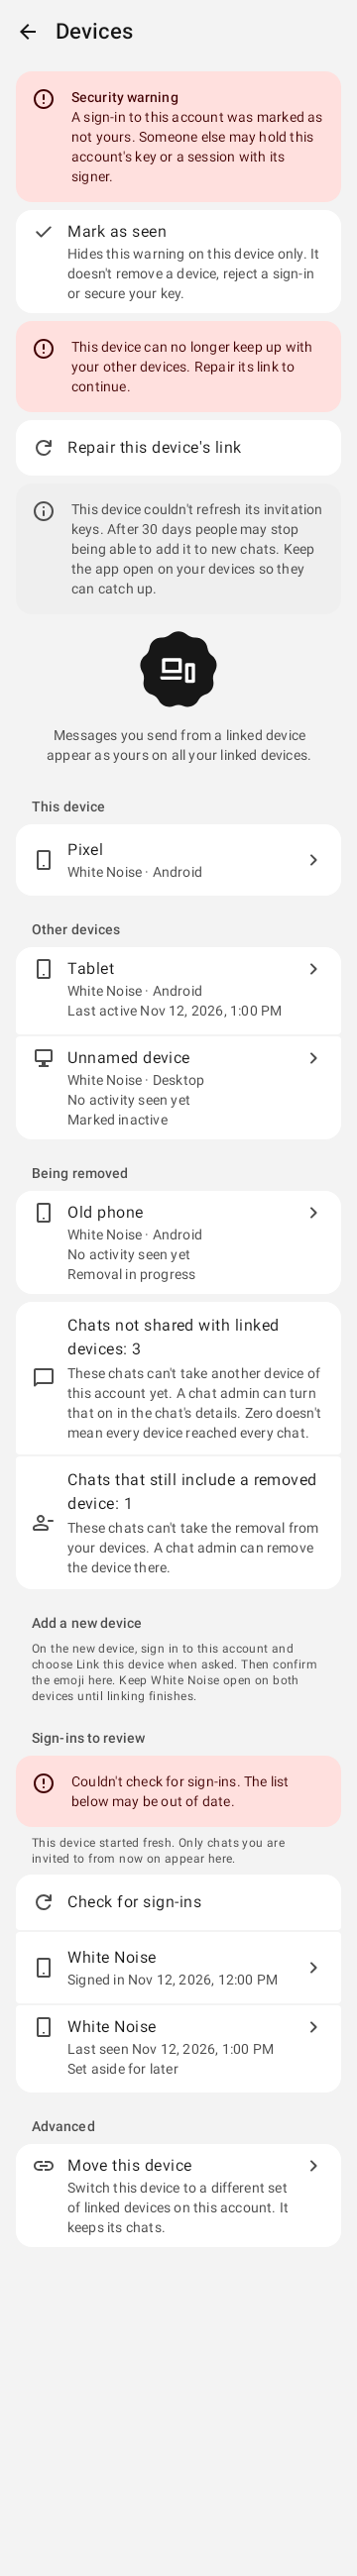 Devices
Security warning
A sign-in to this account was marked as
not yours. Someone else may hold this
account's key or a session with its
signer.
Mark as seen
Hides this warning on this device only. It
doesn't remove a device, reject a sign-in
or secure your key.
This device can no longer keep up with
your other devices. Repair its link to
continue.
Repair this device's link
This device couldn't refresh its invitation
keys. After 30 days people may stop
being able to add it to new chats. Keep
the app open on your devices so they
can catch up.
Messages you send from a linked device
appear as yours on all your linked devices.
This device
Pixel
White Noise · Android
Other devices
Tablet
White Noise · Android
Last active Nov 12, 2026, 1:00 PM
Unnamed device
White Noise · Desktop
No activity seen yet
Marked inactive
Being removed
Old phone
White Noise · Android
No activity seen yet
Removal in progress
Chats not shared with linked
devices: 3
These chats can't take another device of
this account yet. A chat admin can turn
that on in the chat's details. Zero doesn't
mean every device reached every chat.
Chats that still include a removed
device: 1
These chats can't take the removal from
your devices. A chat admin can remove
the device there.
Add a new device
On the new device, sign in to this account and
choose Link this device when asked. Then confirm
the emoji here. Keep White Noise open on both
devices until linking finishes.
Sign-ins to review
Couldn't check for sign-ins. The list
below may be out of date.
This device started fresh. Only chats you are
invited to from now on appear here.
Check for sign-ins
White Noise
Signed in Nov 12, 2026, 12:00 PM
White Noise
Last seen Nov 12, 2026, 1:00 PM
Set aside for later
Advanced
Move this device
Switch this device to a different set
of linked devices on this account. It
keeps its chats.